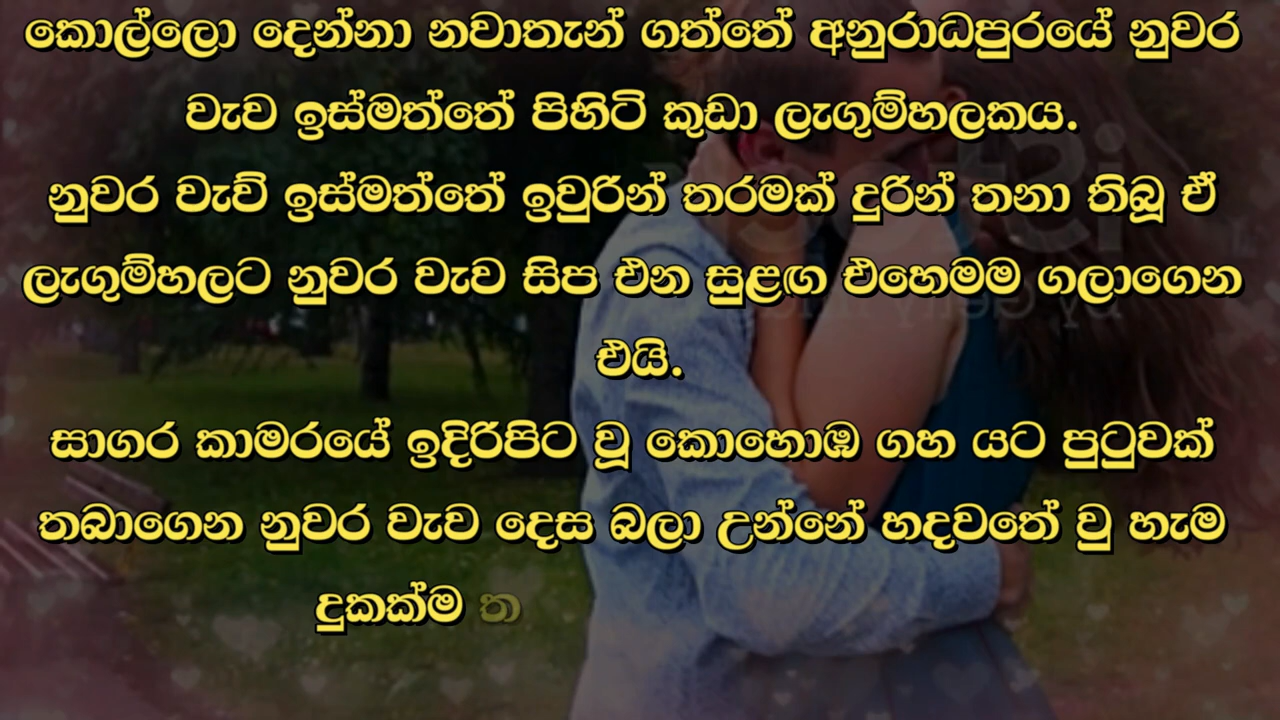 කොල්ලො දෙන්නා නවාතැන් ගත්තේ අනුරාධපුරයේ නුවර
වැව ඉස්මත්තේ පිහිටි කුඩා ලැගුම්හලකය.
නුවර වැව් ඉස්මත්තේ ඉවුරින් තරමක් දුරින් තනා තිබූ ඒ
ලැගුම්හලට නුවර වැව සිප එන සුළඟ එහෙමම ගලාගෙන
එයි.
සාගර කාමරයේ ඉදිරිපිට වූ කොහොඹ ගහ යට පුටුවක්
තබාගෙන නුවර වැව දෙස බලා උන්නේ හදවතේ වු හැම
දුකක්ම ත